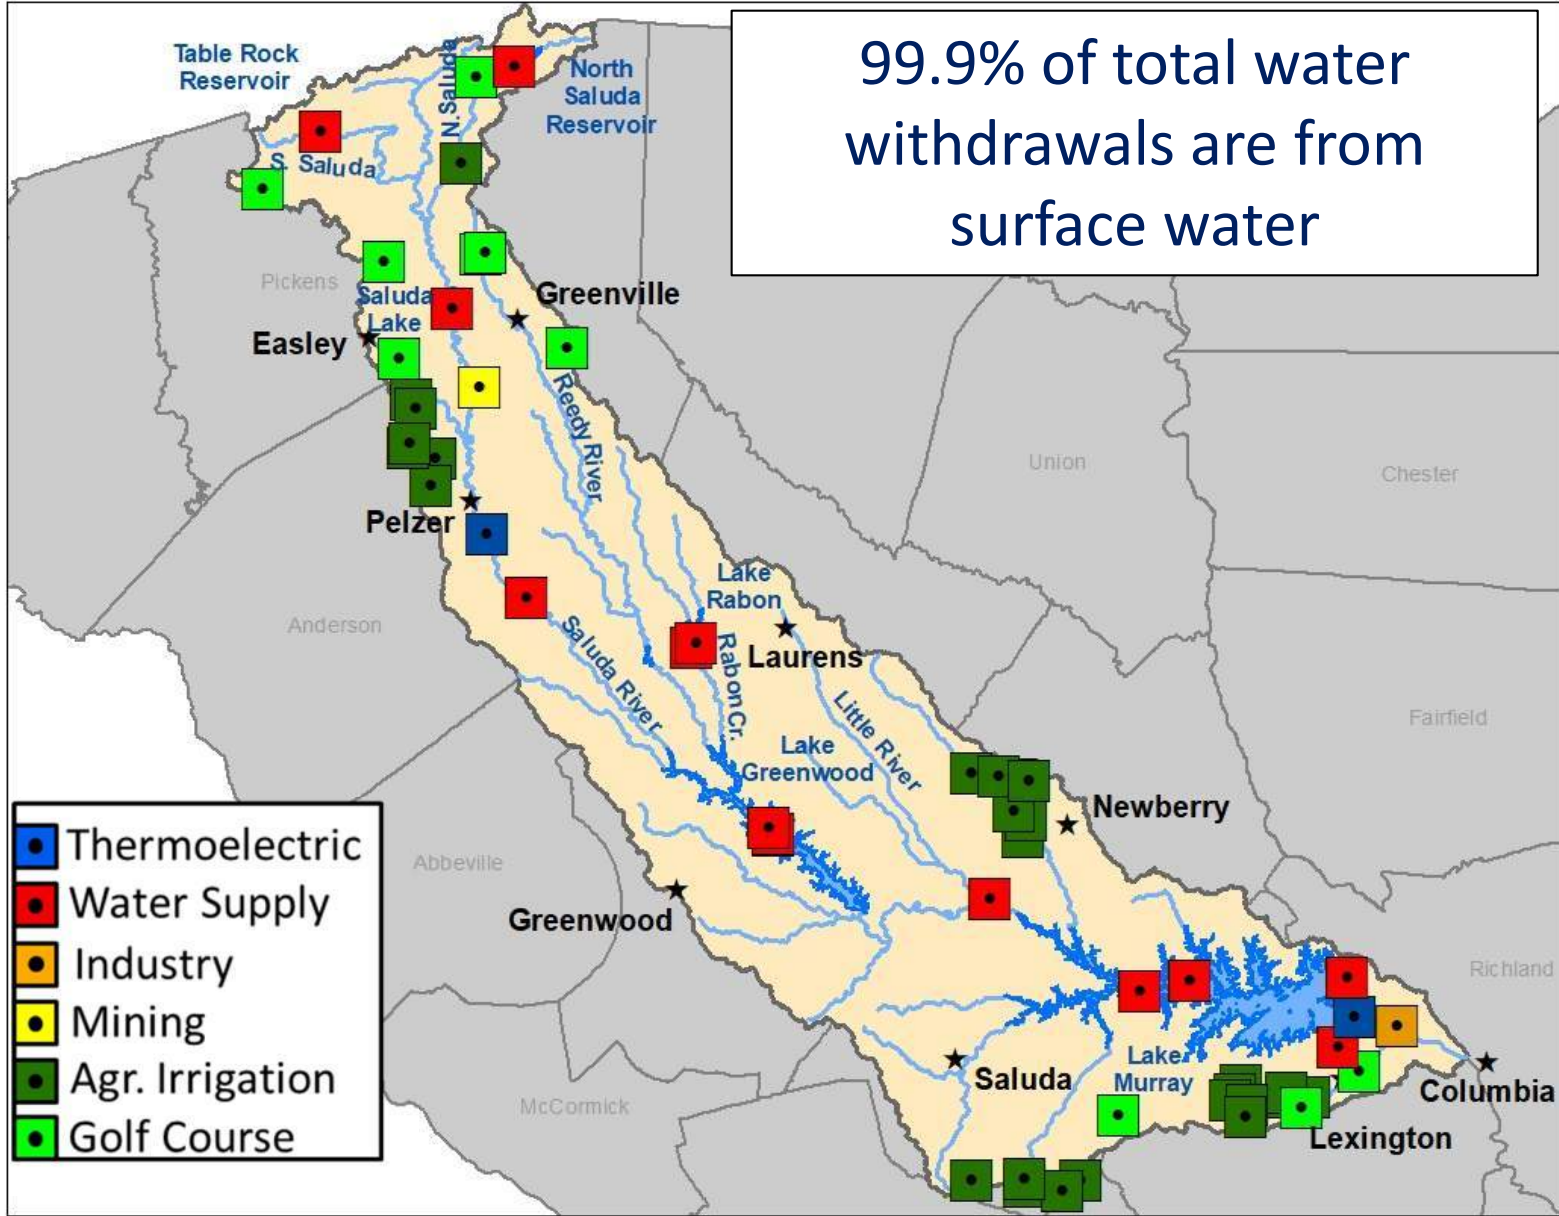 99.9% of total water
withdrawals are from
surface water
Table Rock
Reservoir
N. Saluda
North
Saluda
Reservoir
S. Saluda
Pickens
Saluda
Lake
Greenville
Easley
Reedy River
Union
Chester
Pelzer
Anderson
Lake
Rabon
Saluda River
Rabon Cr.
Laurens
Little River
Fairfield
Lake
Greenwood
Newberry
Abbeville
Greenwood
Richland
Saluda
Lake
Murray
Columbia
McCormick
Lexington
Thermoelectric
Water Supply
Industry
Mining
Agr. Irrigation
Golf Course